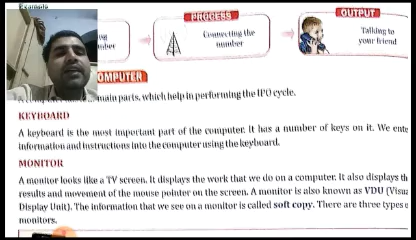 Example
PROCESS
OUTPUT
Connecting the
number
Talking to
your friend
OMPUTER
main parts, which help in performing the IPO cycle.
KEYBOARD
A keyboard is the most important part of the computer. It has a number of keys on it. We ente
information and instructions into the computer using the keyboard.
MONITOR
A monitor looks like a TV screen. It displays the work that we do on a computer. It also displays th
results and movement of the mouse pointer on the screen. A monitor is also known as VDU (Visua
Display Unit). The information that we see on a monitor is called soft copy. There are three types o
monitors.